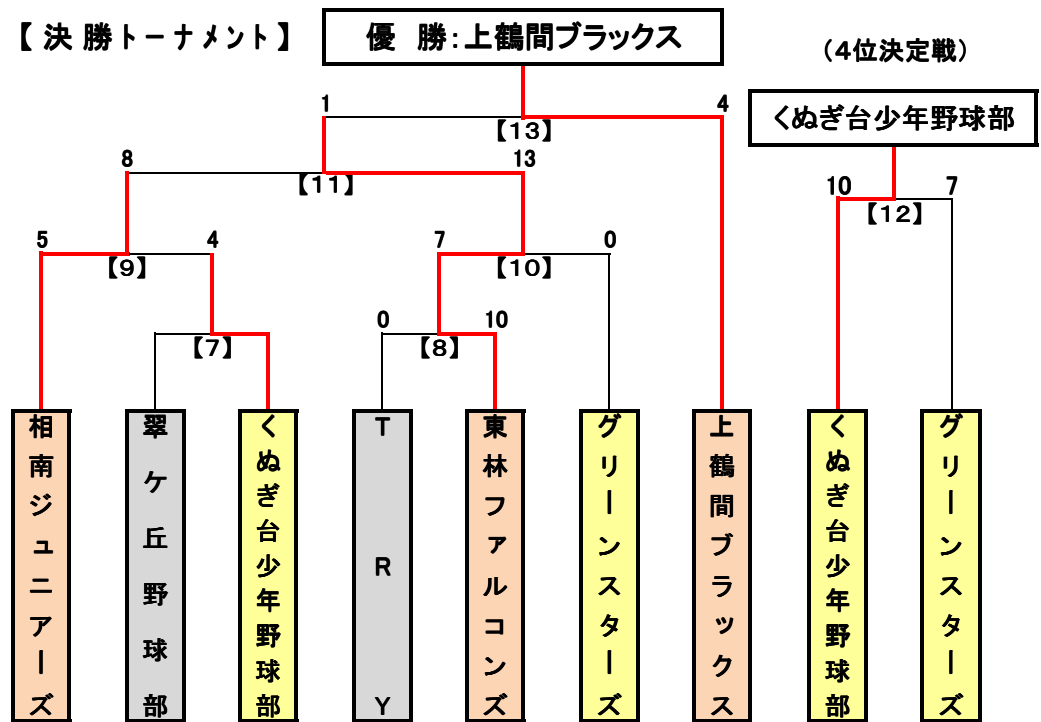 【決勝トーナメント】
優 勝:上鶴間ブラックス
（4位決定戦）
くぬぎ台少年野球部
1
4
【13】
8
13
【11】
10
7
【12】
5
4
【9】
7
0
【10】
【7】
0
10
【8】
相南ジュニアーズ
翠ケ丘野球部
くぬぎ台少年野球部
TRY
東林ファルコンズ
グリーンスターズ
上鶴間ブラックス
くぬぎ台少年野球部
グリーンスターズ